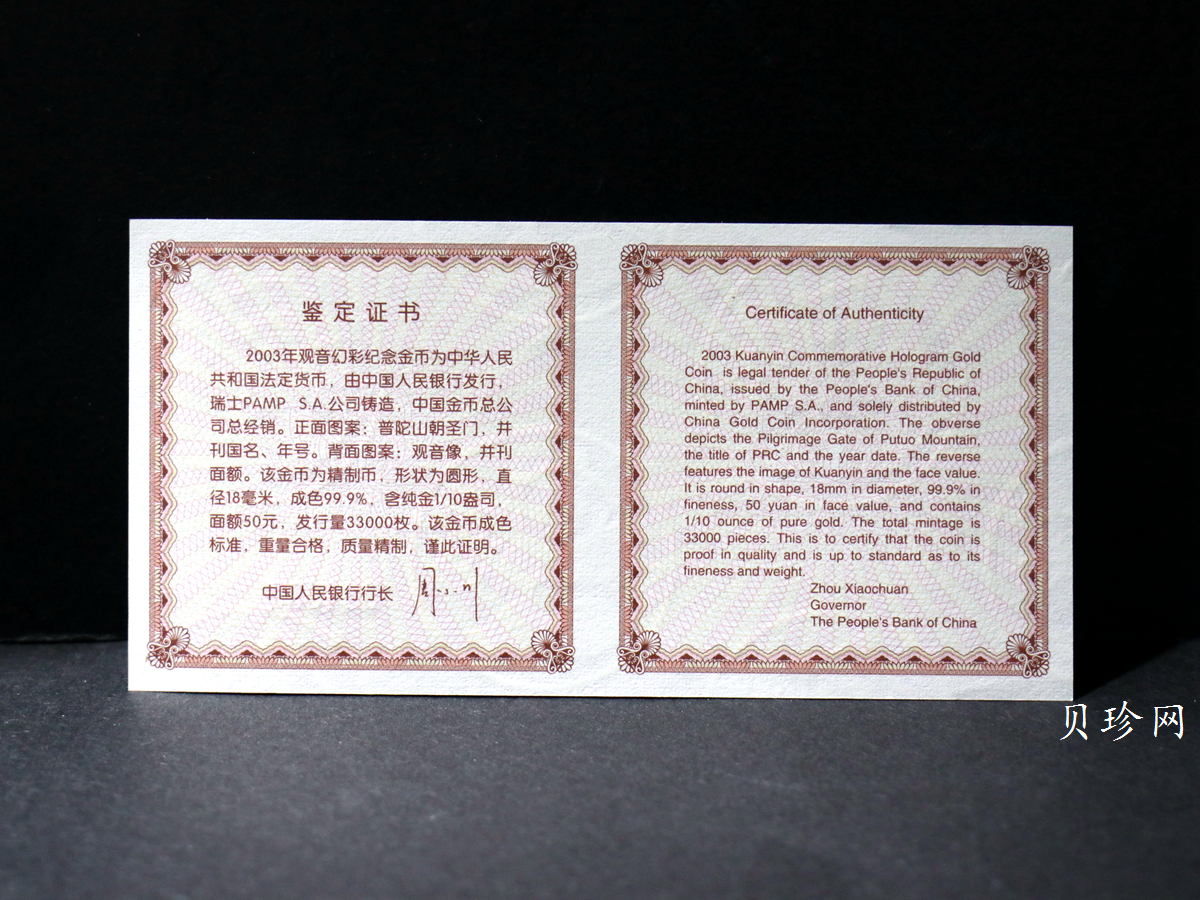 鉴定证书
2003年观音幻彩纪念金币为中华人民
共和国法定货币，由中国人民银行发行，
瑞士PAMP S.A.公司铸造，中国金币总公
司总经销。正面图案：普陀山朝圣门，并
刊国名、年号。背面图案：观音像，并刊
面额。该金币为精制币，形状为圆形，直
径18毫米，成色99.9%，含纯金1/10盎司，
面额50元，发行量33000枚。该金币成色
标准，重量合格，质量精制，谨此证明。
中国人民银行行长 周小川
Certificate of Authenticity
2003 Kuanyin Commemorative Hologram Gold
Coin is legal tender of the People's Republic of
China, issued by the People's Bank of China,
minted by PAMP S.A., and solely distributed by
China Gold Coin Incorporation. The obverse
depicts the Pilgrimage Gate of Putuo Mountain,
the title of PRC and the year date. The reverse
features the image of Kuanyin and the face value.
It is round in shape, 18mm in diameter, 99.9% in
fineness, 50 yuan in face value, and contains
1/10 ounce of pure gold. The total mintage is
33000 pieces. This is to certify that the coin is
proof in quality and is up to standard as to its
fineness and weight.
Zhou Xiaochuan
Governor
The People's Bank of China
贝珍网